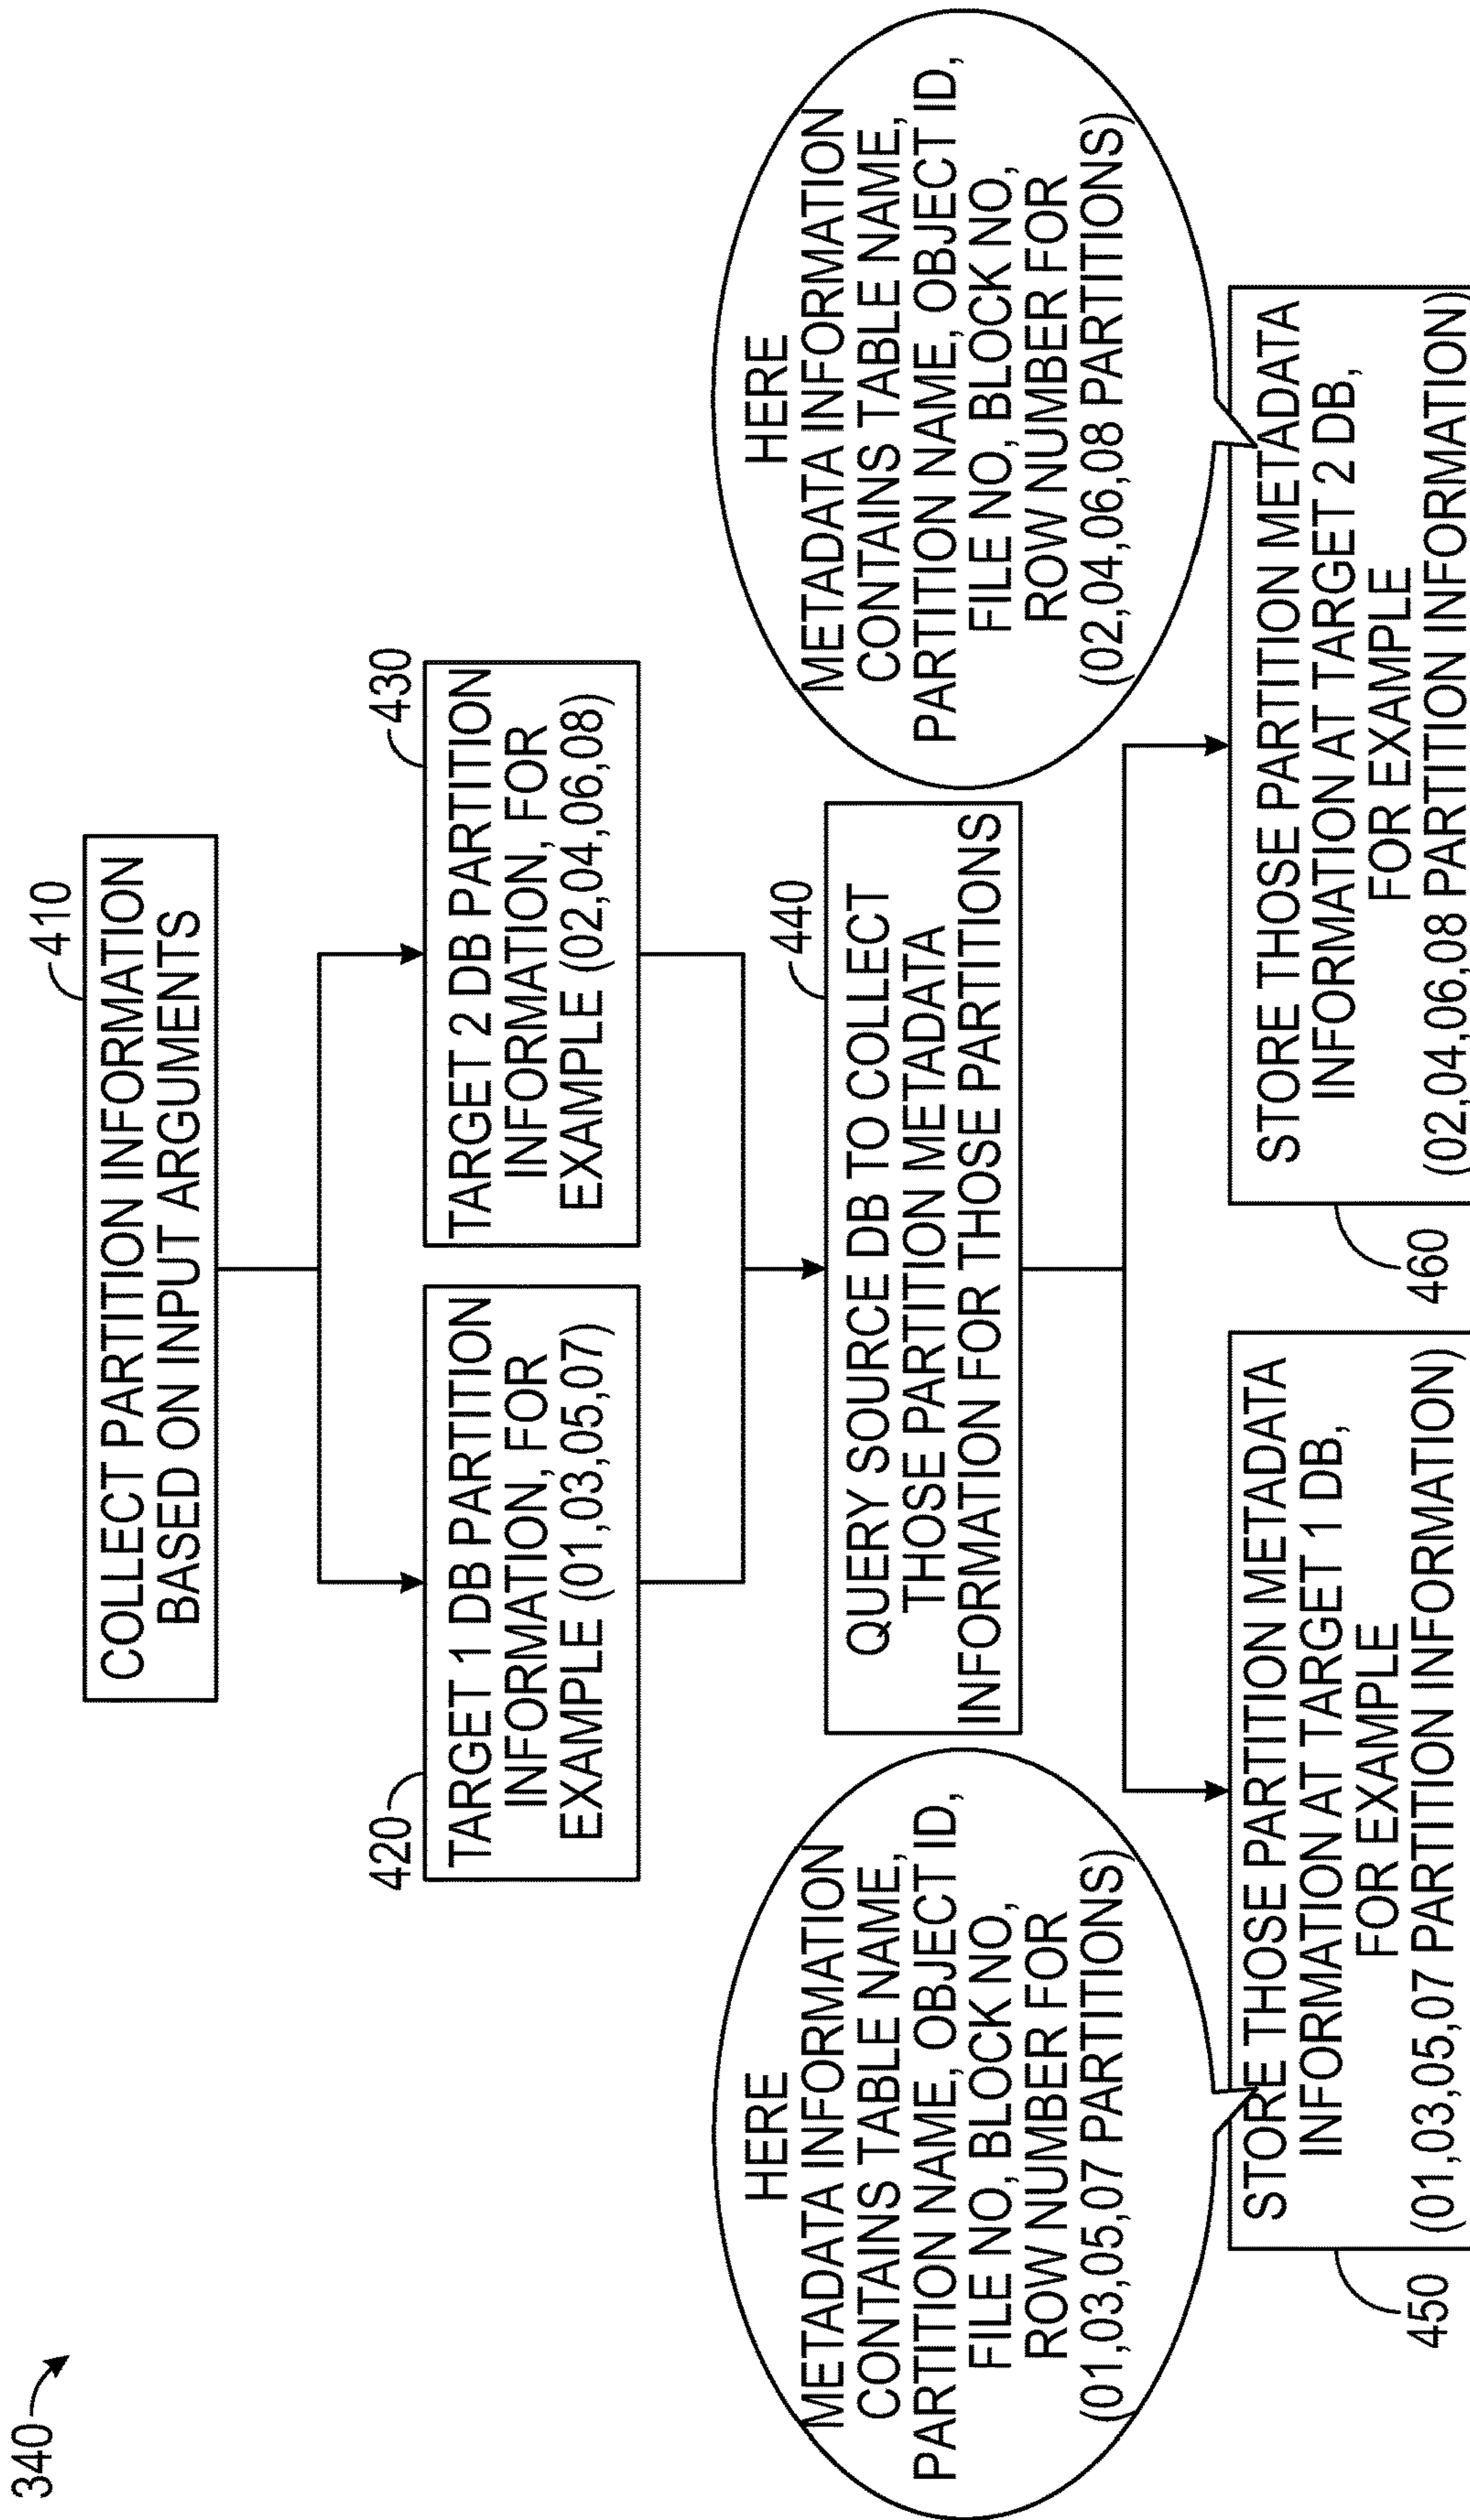 340
410
COLLECT PARTITION INFORMATION
BASED ON INPUT ARGUMENTS
420
TARGET 1 DB PARTITION
INFORMATION, FOR
EXAMPLE (01,03,05,07)
430
TARGET 2 DB PARTITION
INFORMATION, FOR
EXAMPLE (02,04,06,08)
HERE
METADATA INFORMATION
CONTAINS TABLE NAME,
PARTITION NAME, OBJECT ID,
FILE NO, BLOCK NO,
ROW NUMBER FOR
(01,03,05,07 PARTITIONS)
440
QUERY SOURCE DB TO COLLECT
THOSE PARTITION METADATA
INFORMATION FOR THOSE PARTITIONS
HERE
METADATA INFORMATION
CONTAINS TABLE NAME,
PARTITION NAME, OBJECT ID,
FILE NO, BLOCK NO,
ROW NUMBER FOR
(02,04,06,08 PARTITIONS)
450
STORE THOSE PARTITION METADATA
INFORMATION AT TARGET 1 DB,
FOR EXAMPLE
(01,03,05,07 PARTITION INFORMATION)
460
STORE THOSE PARTITION METADATA
INFORMATION AT TARGET 2 DB,
FOR EXAMPLE
(02,04,06,08 PARTITION INFORMATION)